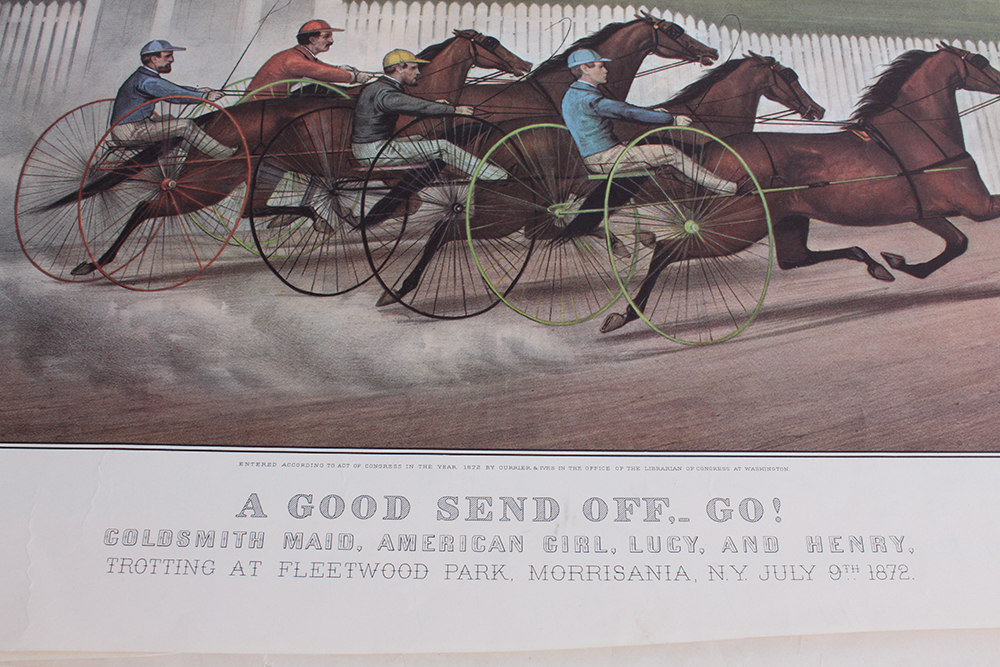 ENTERED ACCORDING TO ACT OF CONGRESS IN THE YEAR 1872 BY CURRIER & IVES IN THE OFFICE OF THE LIBRARIAN OF CONGRESS AT WASHINGTON
A GOOD SEND OFF,_ GO!
GOLDSMITH MAID, AMERICAN GIRL, LUCY, AND HENRY,
TROTTING AT FLEETWOOD PARK, MORRISANIA, N.Y. JULY 9TH 1872.